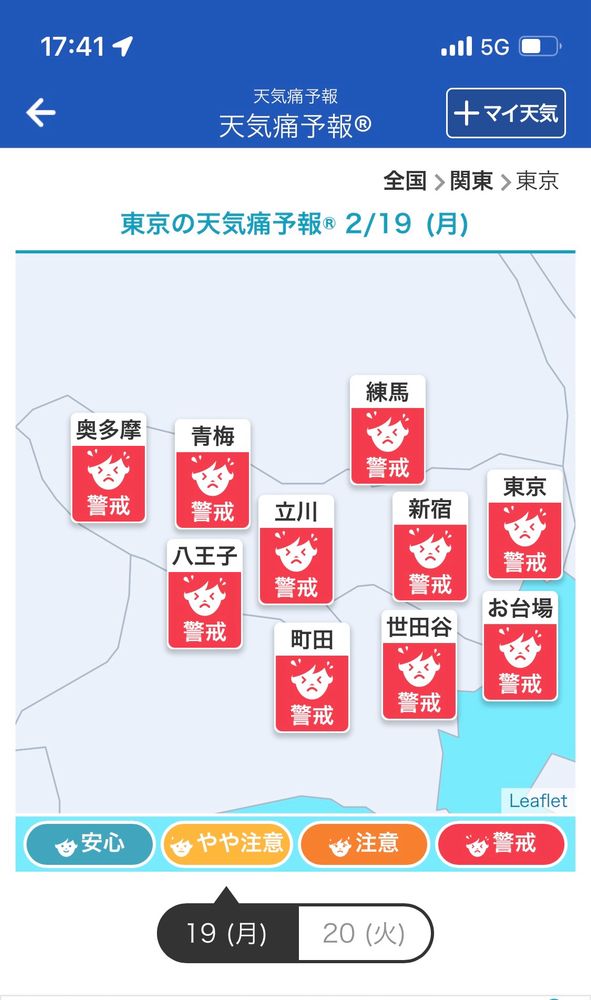 17:41
5G
天気痛予報
天気痛予報®
+マイ天気
全国 > 関東 > 東京
東京の天気痛予報® 2/19 (月)
練馬
警戒
奥多摩
警戒
青梅
警戒
東京
警戒
新宿
警戒
立川
警戒
八王子
警戒
お台場
警戒
世田谷
警戒
町田
警戒
Leaflet
安心
やや注意
注意
警戒
19 (月)
20 (火)